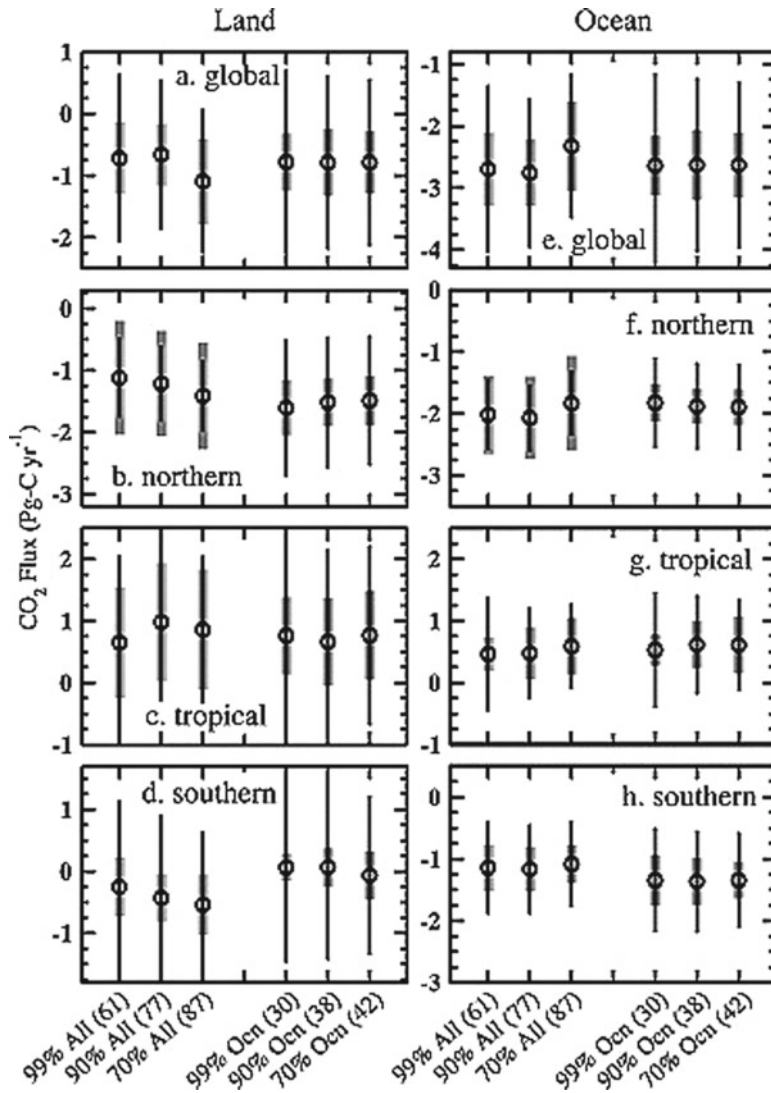 Land
Ocean
CO2 Flux (Pg-C yr-1)
a. global
1
0
-1
-2
e. global
-1
-2
-3
-4
b. northern
0
-1
-2
-3
f. northern
0
-1
-2
-3
c. tropical
2
1
0
-1
g. tropical
2
1
0
-1
d. southern
1
0
-1
h. southern
0
-1
-2
-3
99% All (61)
90% All (77)
70% All (87)
99% Ocn (30)
90% Ocn (38)
70% Ocn (42)
99% All (61)
90% All (77)
70% All (87)
99% Ocn (30)
90% Ocn (38)
70% Ocn (42)